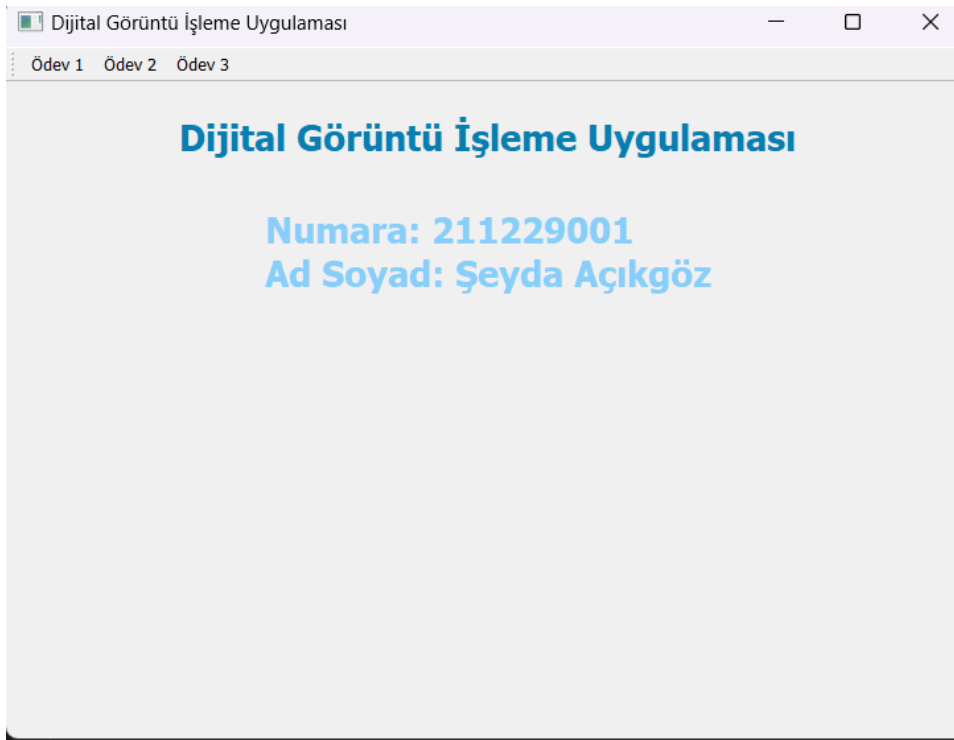 Dijital Görüntü İşleme Uygulaması
Ödev 1 Ödev 2 Ödev 3
Dijital Görüntü İşleme Uygulaması
Numara: 211229001
Ad Soyad: Şeyda Açıkgöz